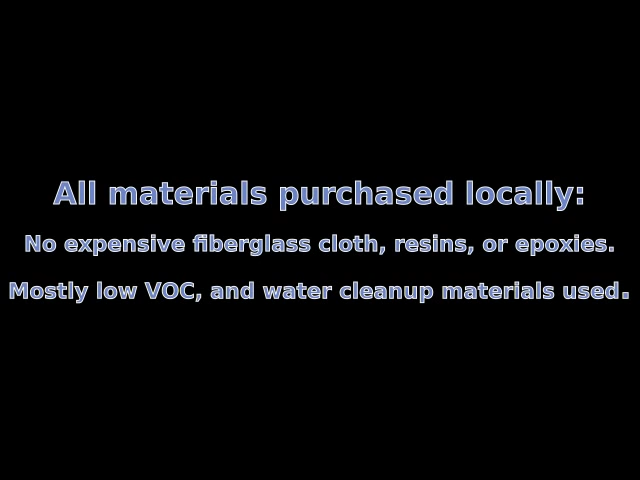 All materials purchased locally:
No expensive fiberglass cloth, resins, or epoxies.
Mostly low VOC, and water cleanup materials used.